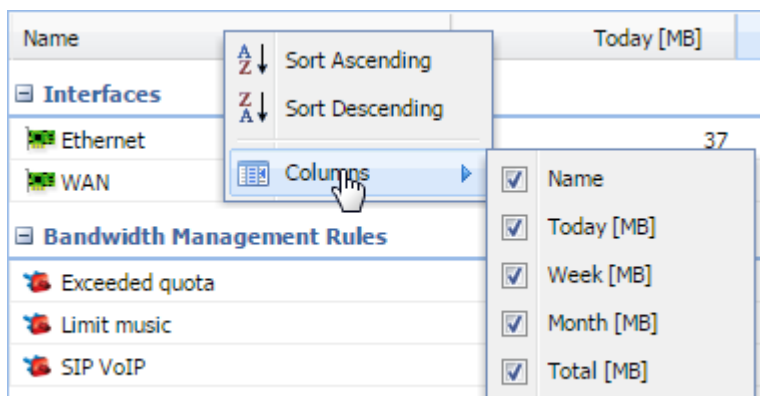 Name Today [MB]
Sort Ascending
Interfaces
Sort Descending
Ethernet 37
WAN Columns Name
Today [MB]
Bandwidth Management Rules
Week [MB]
Exceeded quota
Limit music Month [MB]
SIP VoIP Total [MB]